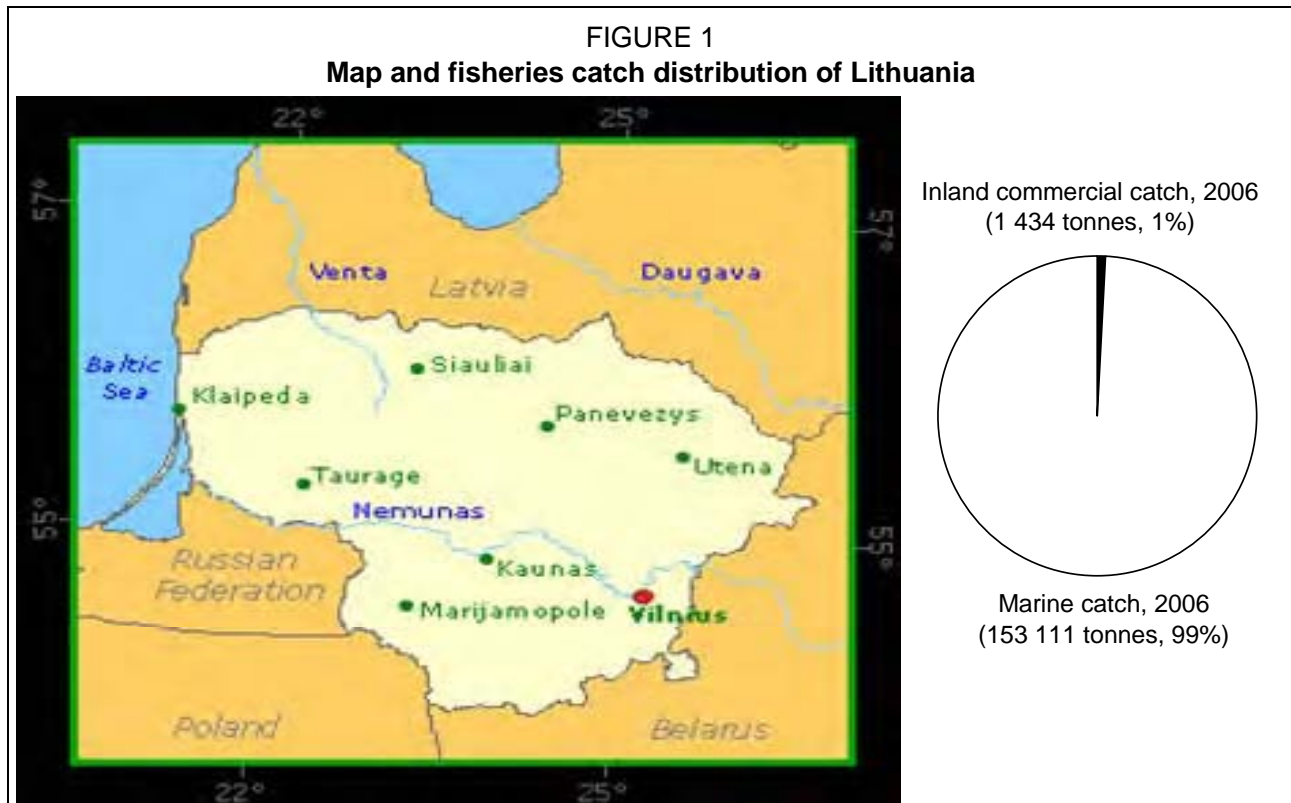 FIGURE 1
Map and fisheries catch distribution of Lithuania
22°
25°
57°
57°
Venta
Daugava
Latvia
Baltic
Sea
Siauliai
Klaipeda
Panevezys
Utena
Taurage
Nemunas
55°
55°
Russian
Federation
Kaunas
Marijamopole
Vilnius
Poland
Belarus
22°
25°
Inland commercial catch, 2006
(1 434 tonnes, 1%)
Marine catch, 2006
(153 111 tonnes, 99%)